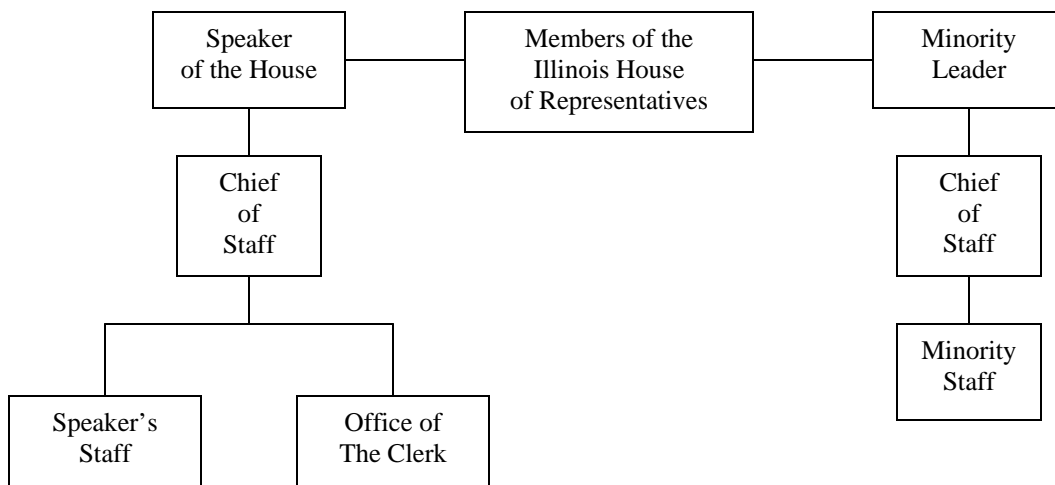 Speaker
of the House
Members of the
Illinois House
of Representatives
Minority
Leader
Chief
of
Staff
Chief
of
Staff
Speaker’s
Staff
Office of
The Clerk
Minority
Staff